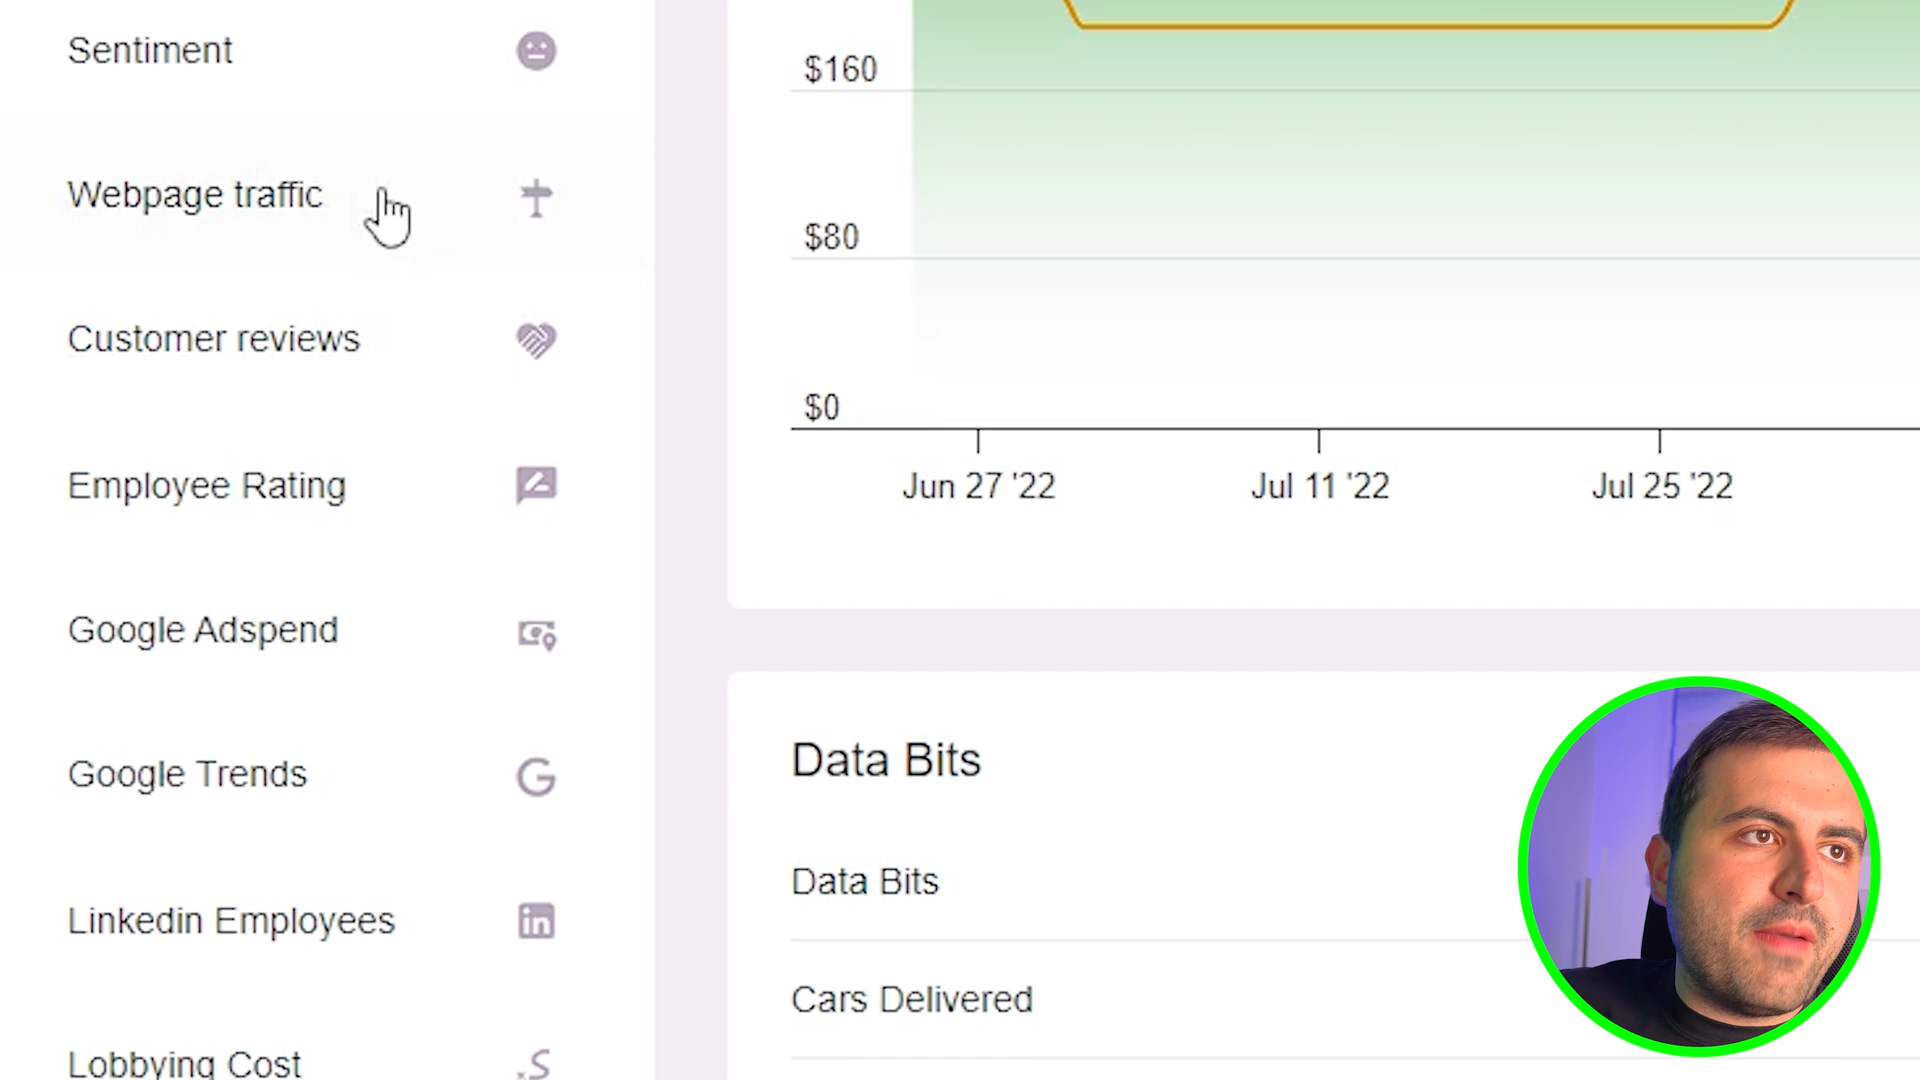 Sentiment
Webpage traffic
Customer reviews
Employee Rating
Google Adspend
Google Trends
Linkedin Employees
Lobbying Cost
$160
$80
$0
Jun 27 '22
Jul 11 '22
Jul 25 '22
Data Bits
Data Bits
Cars Delivered